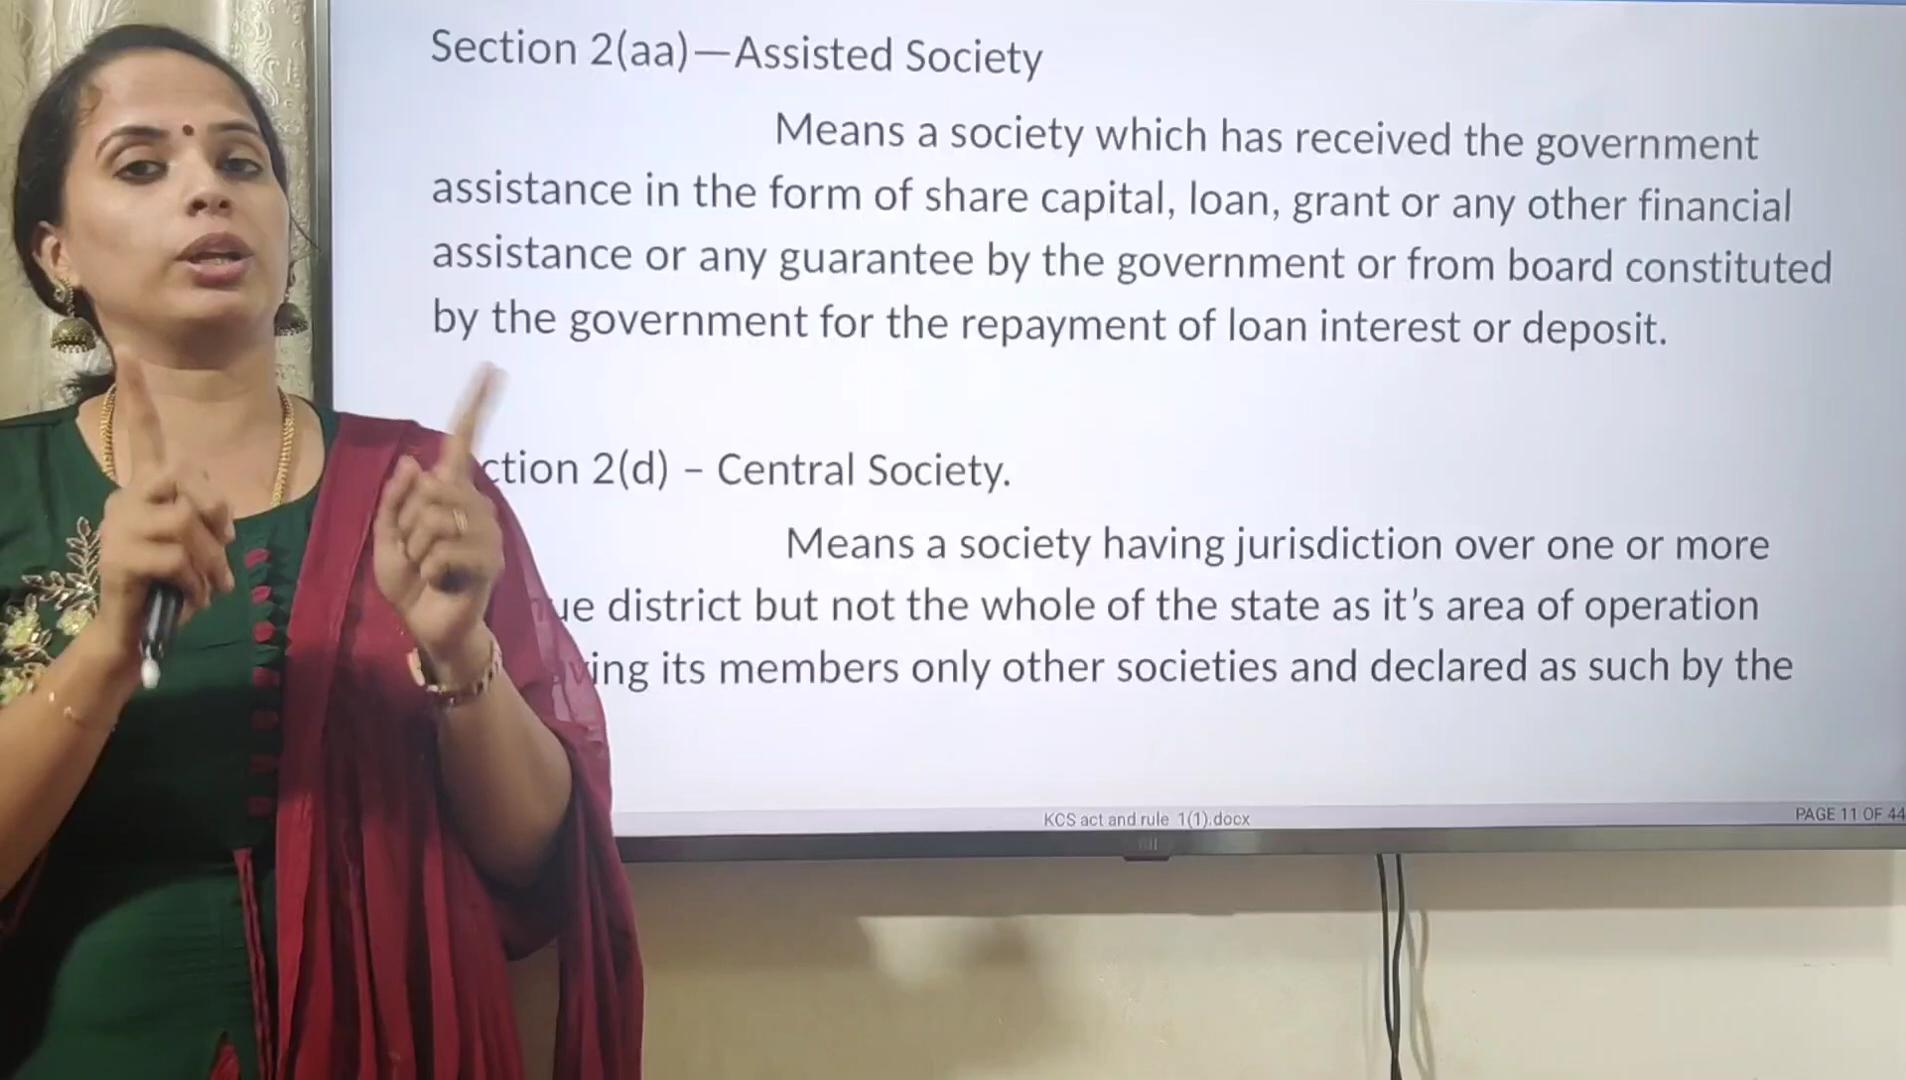 Section 2(aa)—Assisted Society
Means a society which has received the government
assistance in the form of share capital, loan, grant or any other financial
assistance or any guarantee by the government or from board constituted
by the government for the repayment of loan interest or deposit.
ction 2(d) – Central Society.
Means a society having jurisdiction over one or more
ue district but not the whole of the state as it’s area of operation
ving its members only other societies and declared as such by the
KCS act and rule 1(1).docx
PAGE 11 OF 44